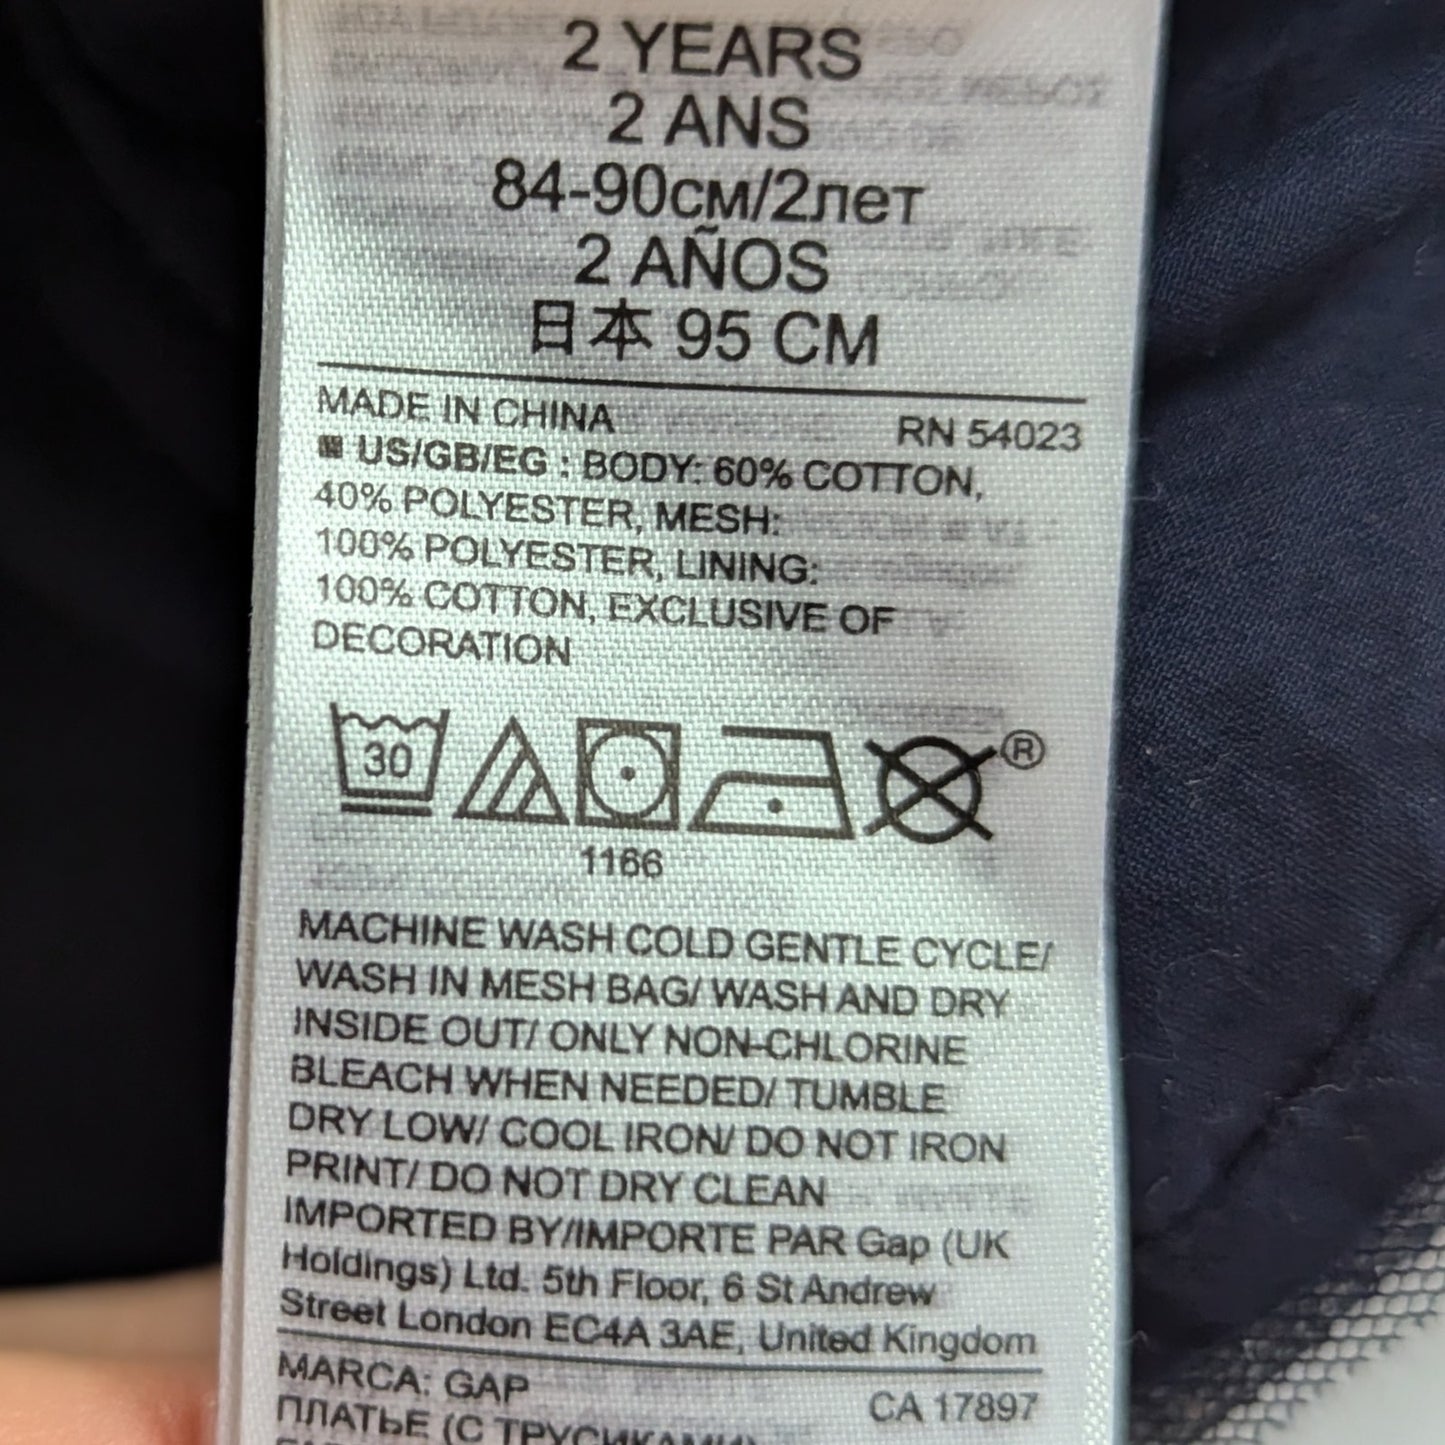 2 YEARS
2 ANS
84-90см/2лет
2 AÑOS
日本 95 CM
MADE IN CHINA RN 54023
US/GB/EG : BODY: 60% COTTON,
40% POLYESTER, MESH:
100% POLYESTER, LINING:
100% COTTON, EXCLUSIVE OF
DECORATION
30
®
1166
MACHINE WASH COLD GENTLE CYCLE/
WASH IN MESH BAG/ WASH AND DRY
INSIDE OUT/ ONLY NON-CHLORINE
BLEACH WHEN NEEDED/ TUMBLE
DRY LOW/ COOL IRON/ DO NOT IRON
PRINT/ DO NOT DRY CLEAN
IMPORTED BY/IMPORTE PAR Gap (UK
Holdings) Ltd. 5th Floor, 6 St Andrew
Street London EC4A 3AE, United Kingdom
MARCA: GAP CA 17897
ПЛАТЬЕ (С ТРУСИКАМИ)